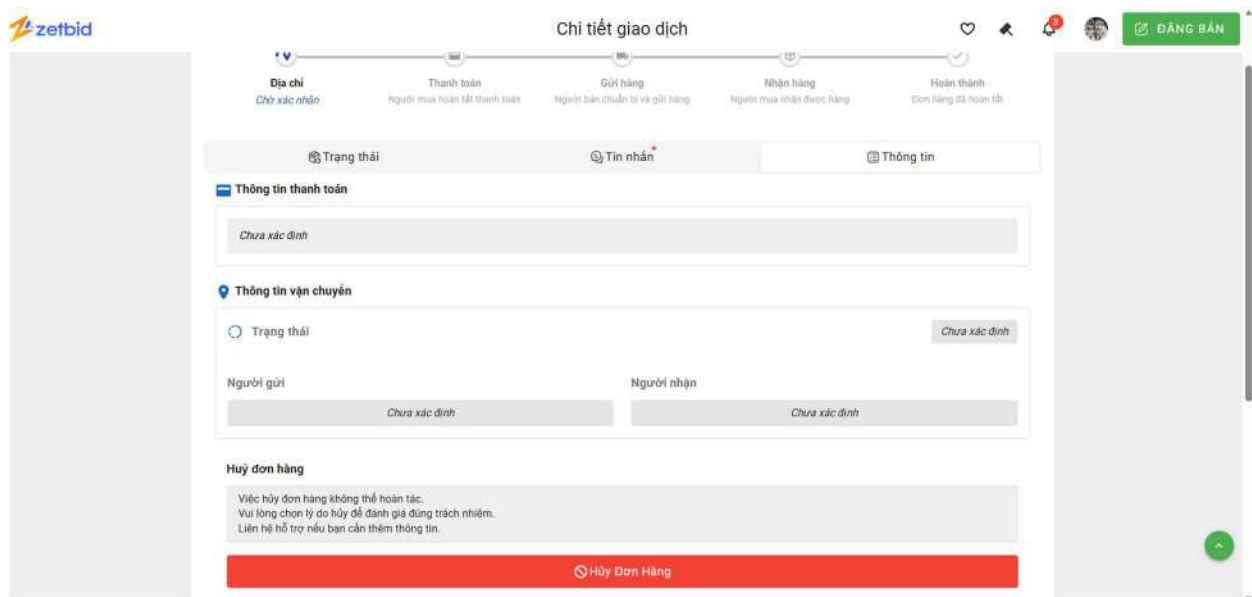 zetbid
Chi tiết giao dịch
3
ĐĂNG BÁN
Địa chỉ
Chờ xác nhận
Thanh toán
Người mua hoàn tất thanh toán
Gửi hàng
Người bán chuẩn bị và gửi hàng
Nhận hàng
Người mua nhận được hàng
Hoàn thành
Đơn hàng đã hoàn tất
Trạng thái
Tin nhắn
Thông tin
Thông tin thanh toán
Chưa xác định
Thông tin vận chuyển
Trạng thái
Chưa xác định
Người gửi
Người nhận
Chưa xác định
Chưa xác định
Huỷ đơn hàng
Việc hủy đơn hàng không thể hoàn tác.
Vui lòng chọn lý do hủy để đánh giá đúng trách nhiệm.
Liên hệ hỗ trợ nếu bạn cần thêm thông tin.
Hủy Đơn Hàng